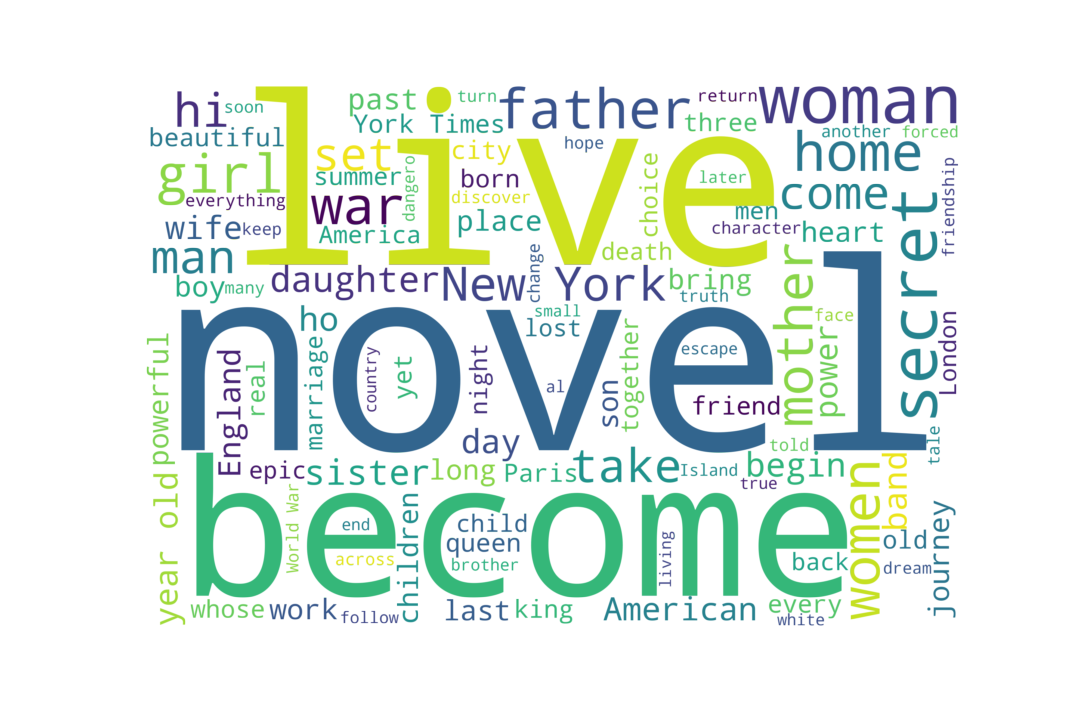 live
novel
become
hi
soon
beautiful
girl
everything
wife
keep
man
boy
many
past
York Times
turn
father
return
woman
three
another
forced
set
summer
dangero
city
hope
born
discover
war
America
place
choice
later
men
home
come
character
heart
secret
friendship
death
daughter
New York
change
bring
truth
mother
small
lost
ho
face
power
London
powerful
England
real
marriage
country
yet
night
al
son
together
escape
friend
day
told
tale
year old
epic
sister
long
Paris
take
Island
begin
true
World War
end
across
children
child
queen
brother
living
women
band
old
back
dream
journey
whose
work
follow
last
king
American
every
white